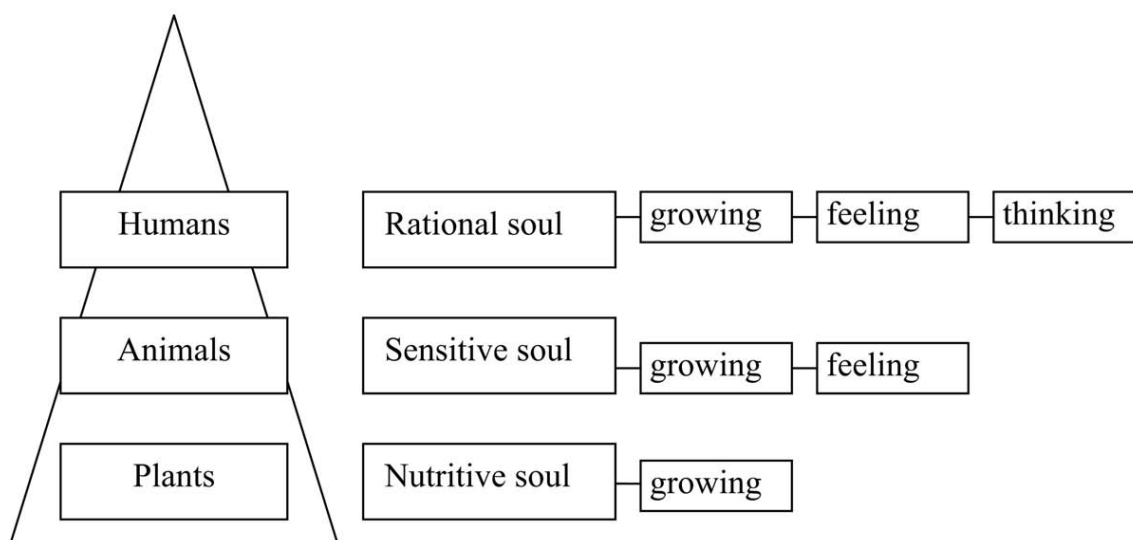 Humans
Rational soul
growing
feeling
thinking
Animals
Sensitive soul
growing
feeling
Plants
Nutritive soul
growing